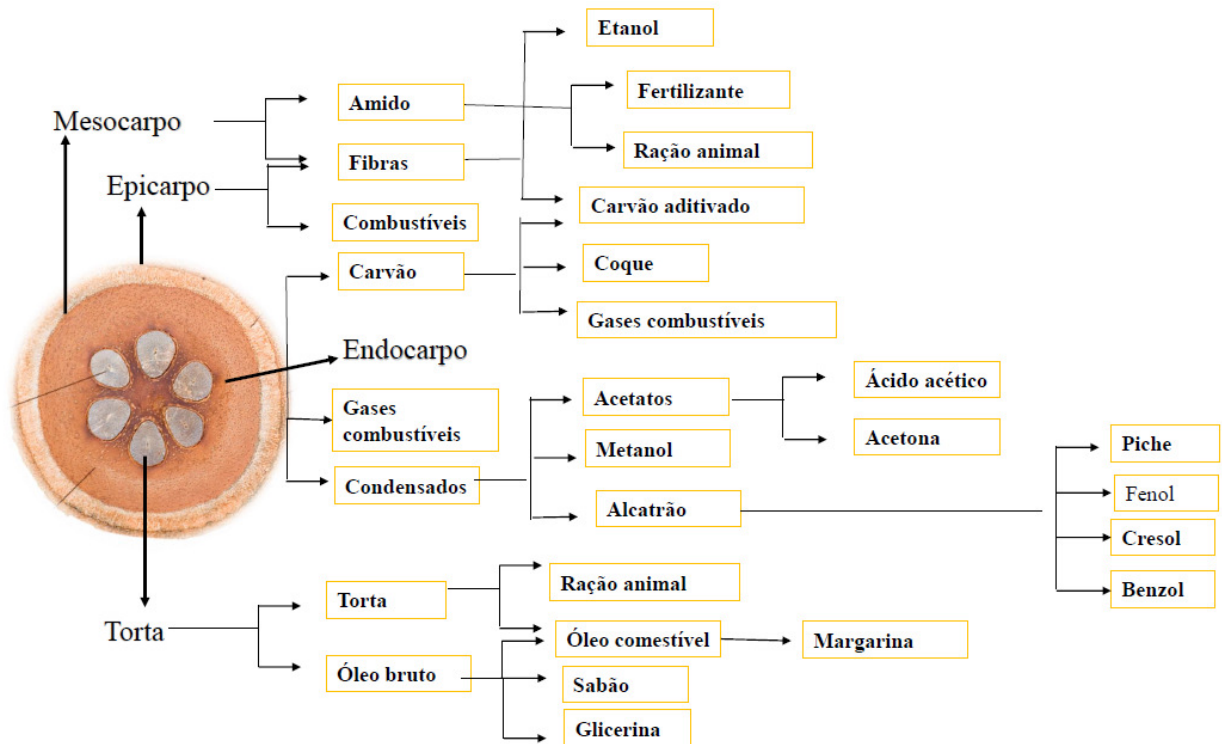 Etanol
Amido
Fertilizante
Mesocarpo
Fibras
Ração animal
Epicarpo
Combustíveis
Carvão aditivado
Carvão
Coque
Gases combustíveis
Endocarpo
Gases
combustíveis
Acetatos
Ácido acético
Acetona
Metanol
Condensados
Alcatrão
Piche
Fenol
Cresol
Benzol
Torta
Torta
Ração animal
Óleo bruto
Óleo comestível
Margarina
Sabão
Glicerina